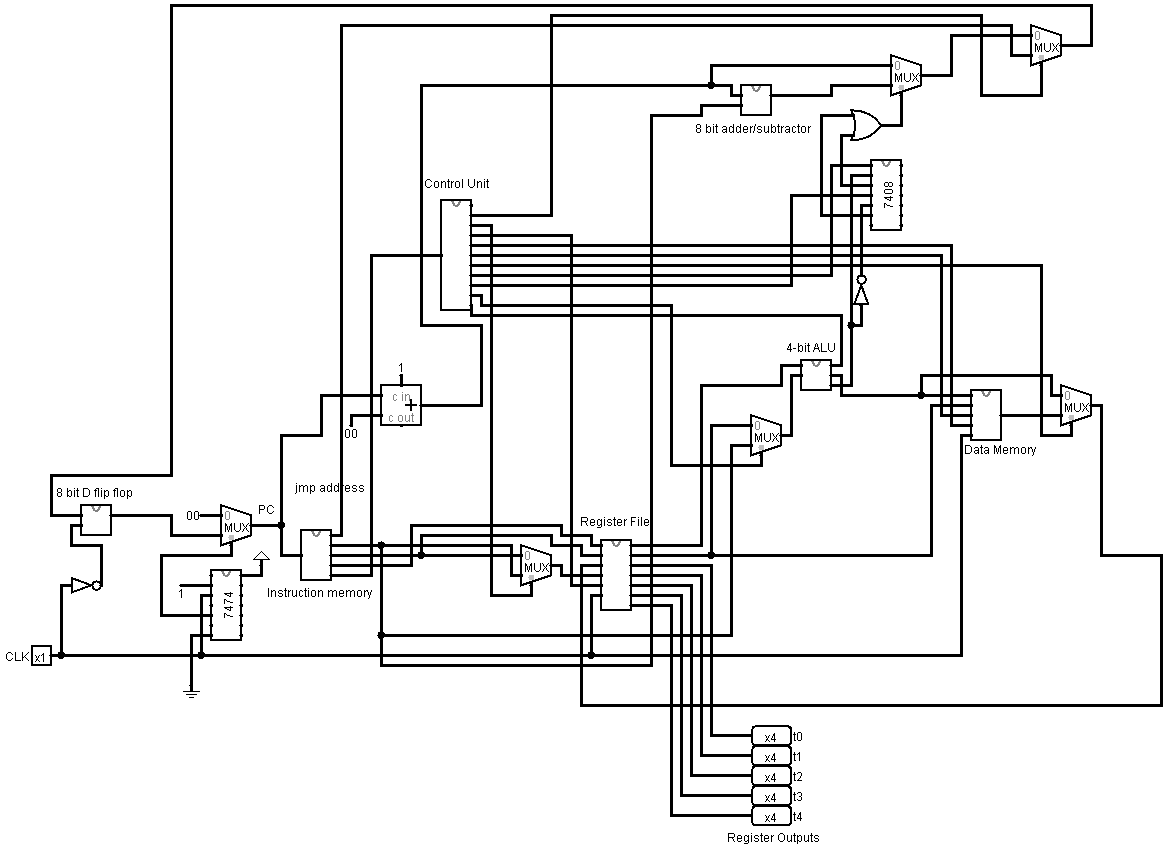 0
MUX
0
MUX
8 bit adder/subtractor
7408
Control Unit
4-bit ALU
1
c in
+
c out
00
0
MUX
0
MUX
Data Memory
jmp address
8 bit D flip flop
00
0
MUX
PC
Register File
0
MUX
Instruction memory
1
7474
CLK x1
x4 t0
x4 t1
x4 t2
x4 t3
x4 t4
Register Outputs